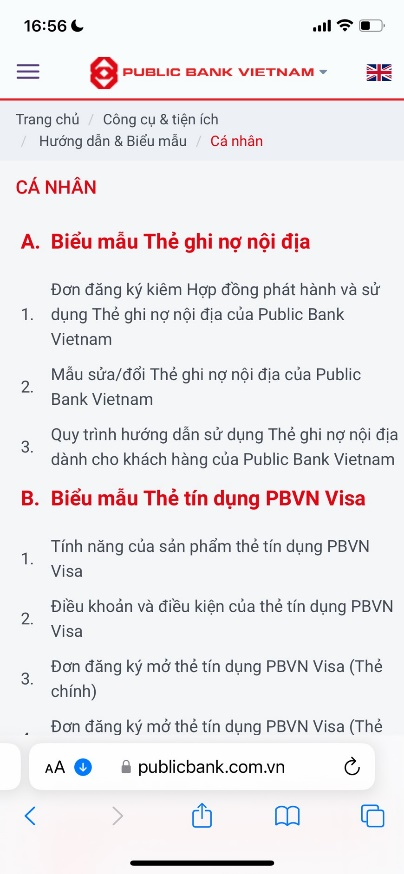 16:56
PUBLIC BANK VIETNAM
Trang chủ / Công cụ & tiện ích
/ Hướng dẫn & Biểu mẫu / Cá nhân
CÁ NHÂN
A. Biểu mẫu Thẻ ghi nợ nội địa
Đơn đăng ký kiêm Hợp đồng phát hành và sử
1. dụng Thẻ ghi nợ nội địa của Public Bank
Vietnam
Mẫu sửa/đổi Thẻ ghi nợ nội địa của Public
2. Bank Vietnam
Quy trình hướng dẫn sử dụng Thẻ ghi nợ nội địa
3. dành cho khách hàng của Public Bank Vietnam
B. Biểu mẫu Thẻ tín dụng PBVN Visa
Tính năng của sản phẩm thẻ tín dụng PBVN
1. Visa
Điều khoản và điều kiện của thẻ tín dụng PBVN
2. Visa
Đơn đăng ký mở thẻ tín dụng PBVN Visa (Thẻ
3. chính)
Đơn đăng ký mở thẻ tín dụng PBVN Visa (Thẻ
AA publicbank.com.vn